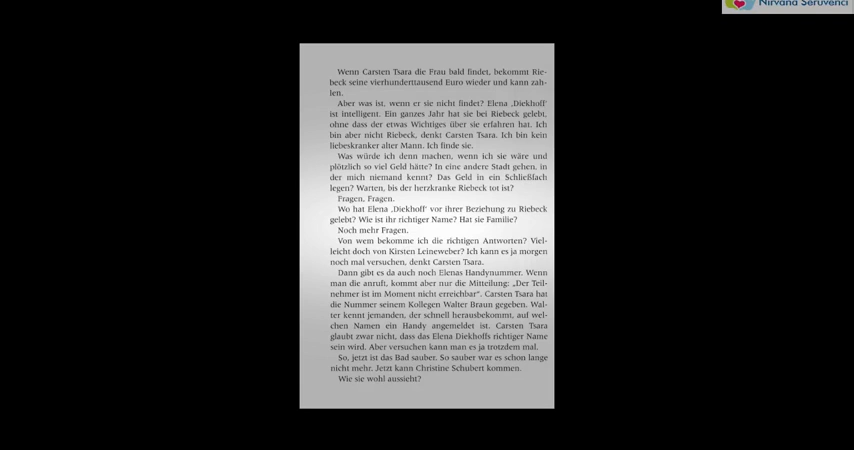 Nirvana Serüvenci
Wenn Carsten Tsara die Frau bald findet, bekommt Rie-
beck seine vierhunderttausend Euro wieder und kann zah-
len.
Aber was ist, wenn er sie nicht findet? Elena ‚Diekhoff‘
ist intelligent. Ein ganzes Jahr hat sie bei Riebeck gelebt,
ohne dass der etwas Wichtiges über sie erfahren hat. Ich
bin aber nicht Riebeck, denkt Carsten Tsara. Ich bin kein
liebeskranker alter Mann. Ich finde sie.
Was würde ich denn machen, wenn ich sie wäre und
plötzlich so viel Geld hätte? In eine andere Stadt gehen, in
der mich niemand kennt? Das Geld in ein Schließfach
legen? Warten, bis der herzkranke Riebeck tot ist?
Fragen, Fragen.
Wo hat Elena ‚Diekhoff‘ vor ihrer Beziehung zu Riebeck
gelebt? Wie ist ihr richtiger Name? Hat sie Familie?
Noch mehr Fragen.
Von wem bekomme ich die richtigen Antworten? Viel-
leicht doch von Kirsten Leineweber? Ich kann es ja morgen
noch mal versuchen, denkt Carsten Tsara.
Dann gibt es da auch noch Elenas Handynummer. Wenn
man die anruft, kommt aber nur die Mitteilung: „Der Teil-
nehmer ist im Moment nicht erreichbar“. Carsten Tsara hat
die Nummer seinem Kollegen Walter Braun gegeben. Wal-
ter kennt jemanden, der schnell herausbekommt, auf wel-
chen Namen ein Handy angemeldet ist. Carsten Tsara
glaubt zwar nicht, dass das Elena Diekhoffs richtiger Name
sein wird. Aber versuchen kann man es ja trotzdem mal.
So, jetzt ist das Bad sauber. So sauber war es schon lange
nicht mehr. Jetzt kann Christine Schubert kommen.
Wie sie wohl aussieht?